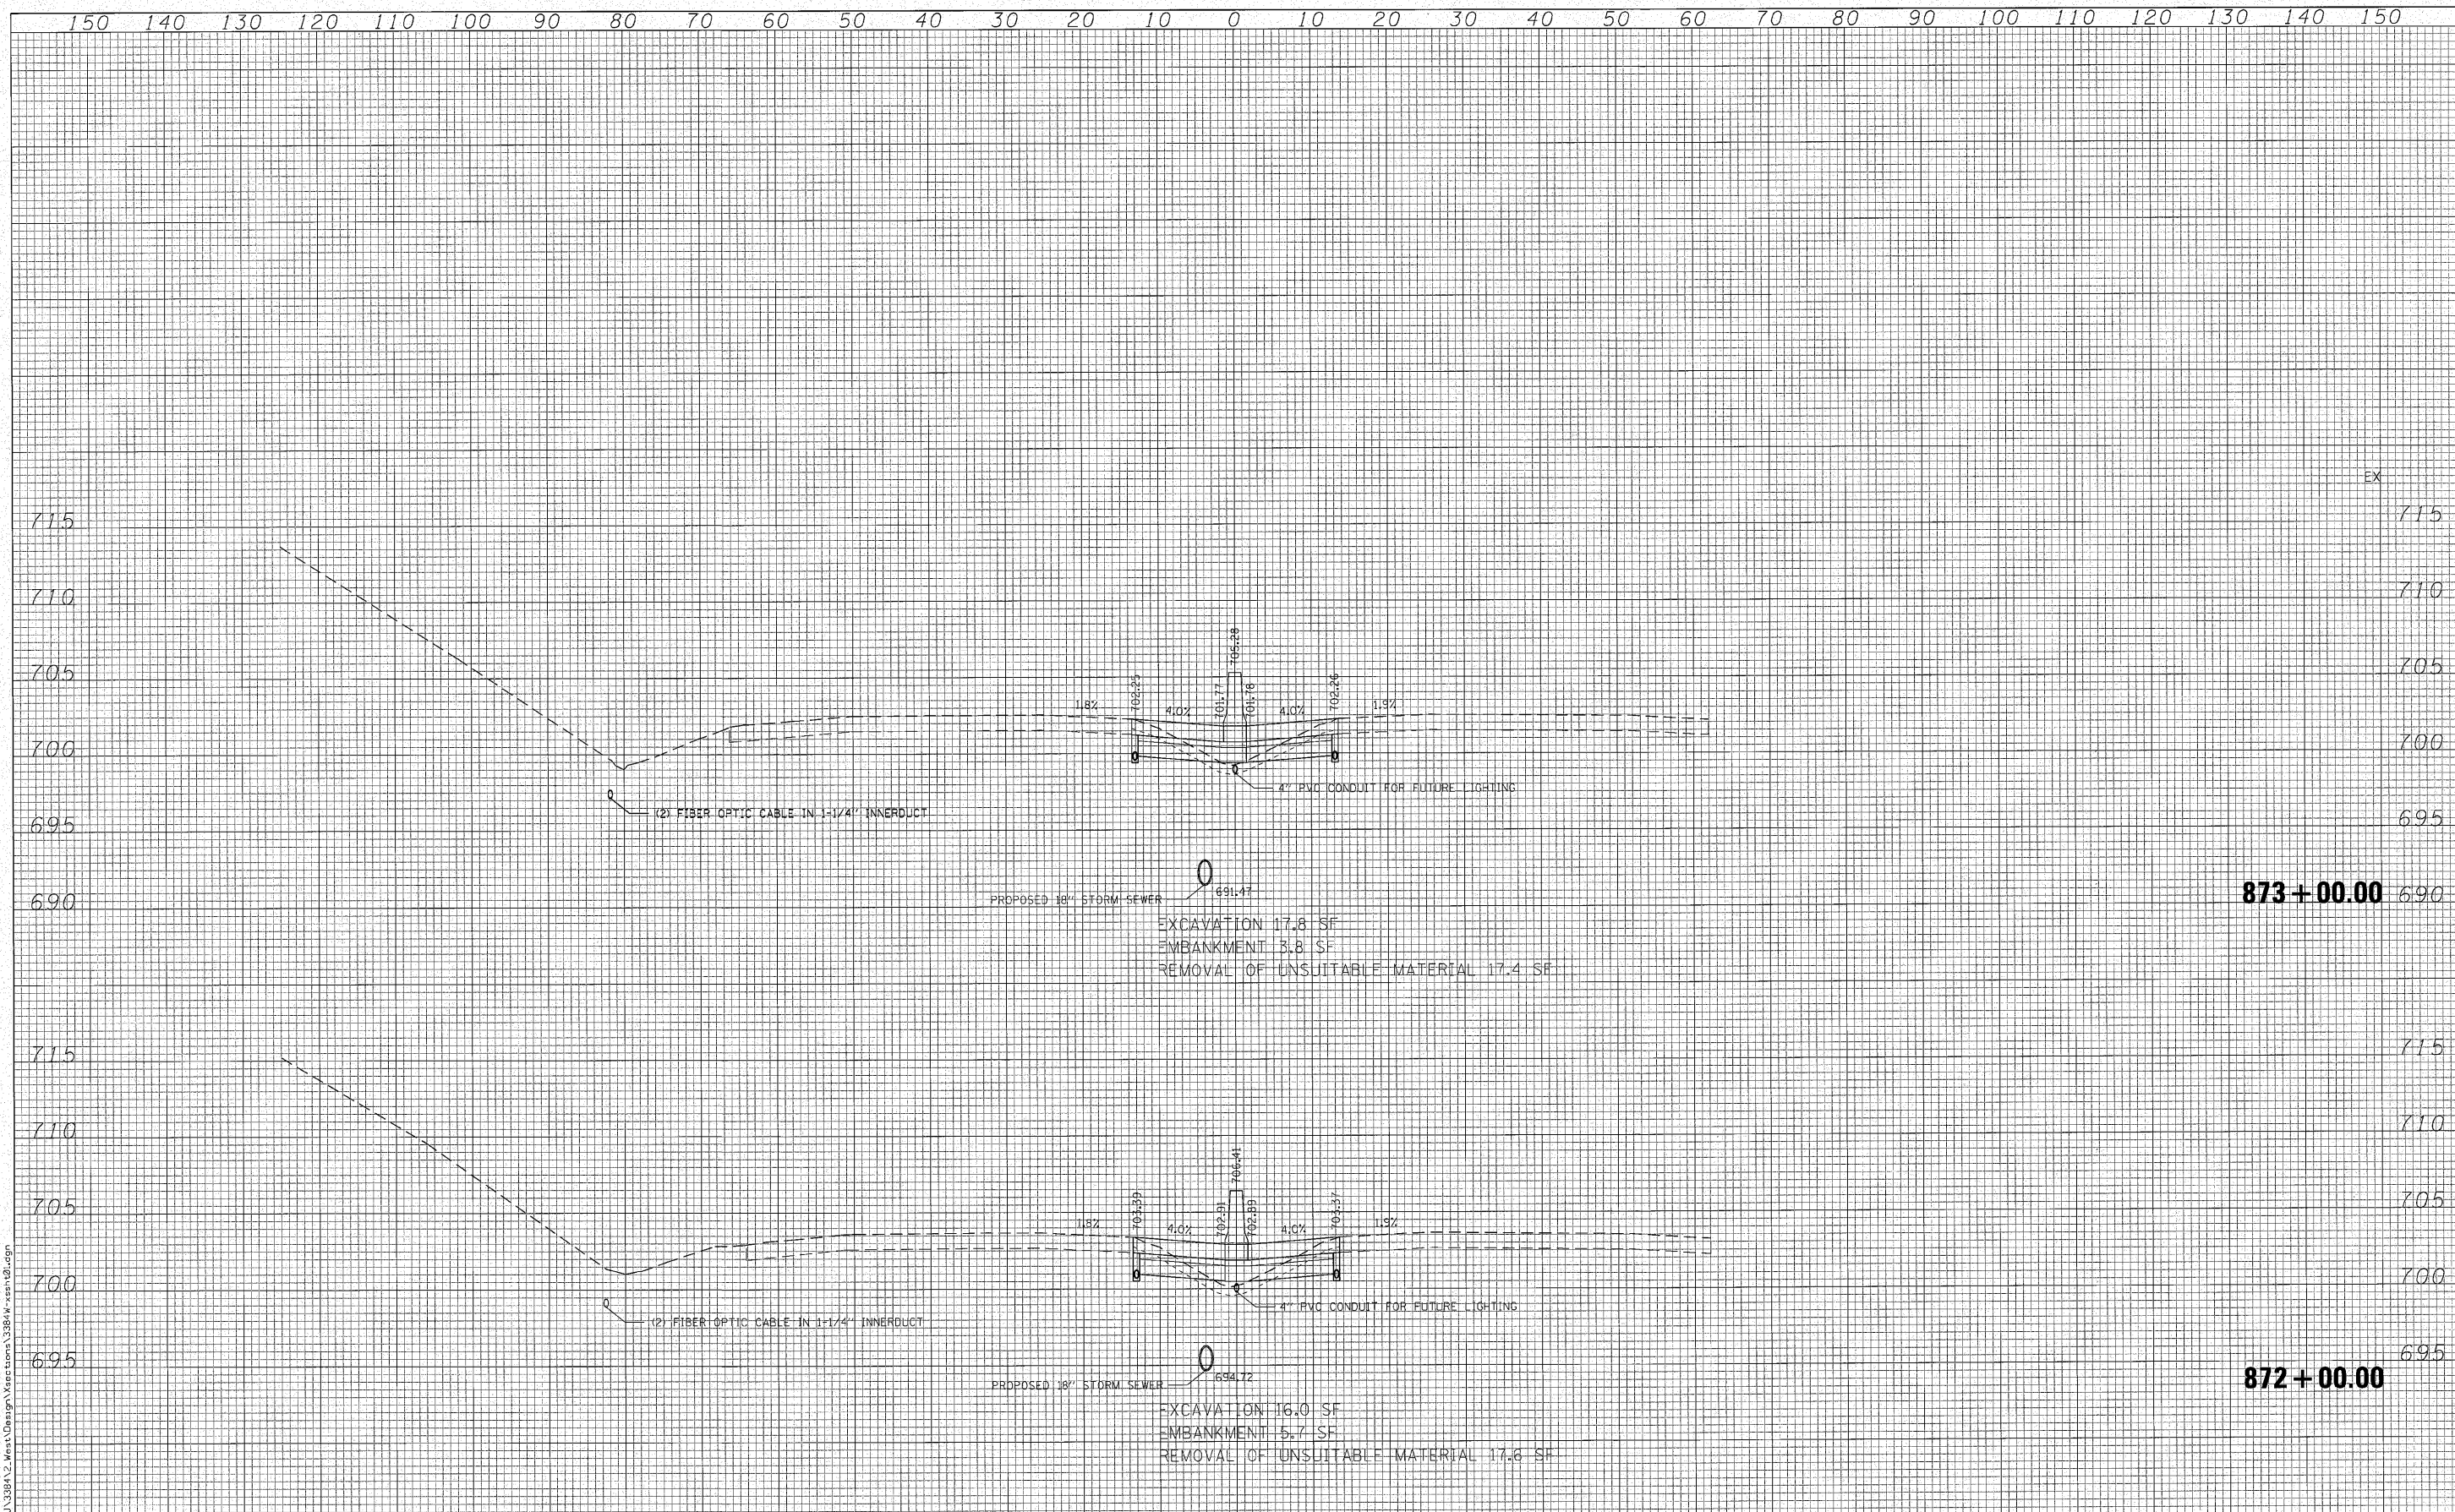 150 140 130 120 110 100 90 80 70 60 50 40 30 20 10 0 10 20 30 40 50 60 70 80 90 100 110 120 130 140 150
EX
715 715
710 710
705.28
705 705
702.25 701.77 701.78 702.26
1.8% 4.0% 4.0% 1.9%
700 700
4" PVC CONDUIT FOR FUTURE LIGHTING
(2) FIBER OPTIC CABLE IN 1-1/4" INNERDUCT
695 695
691.47
PROPOSED 18" STORM SEWER
690 873+00.00 690
EXCAVATION 17.8 SF
EMBANKMENT 3.8 SF
REMOVAL OF UNSUITABLE MATERIAL 17.4 SF
715 715
710 710
706.41
705 705
703.39 702.91 702.89 703.37
1.8% 4.0% 4.0% 1.9%
700 700
4" PVC CONDUIT FOR FUTURE LIGHTING
(2) FIBER OPTIC CABLE IN 1-1/4" INNERDUCT
695 695
694.72
PROPOSED 18" STORM SEWER
872+00.00
EXCAVATION 16.0 SF
EMBANKMENT 5.7 SF
REMOVAL OF UNSUITABLE MATERIAL 17.6 SF
\3384\2_West\Design\Xsections\3384W-xssht01.dgn